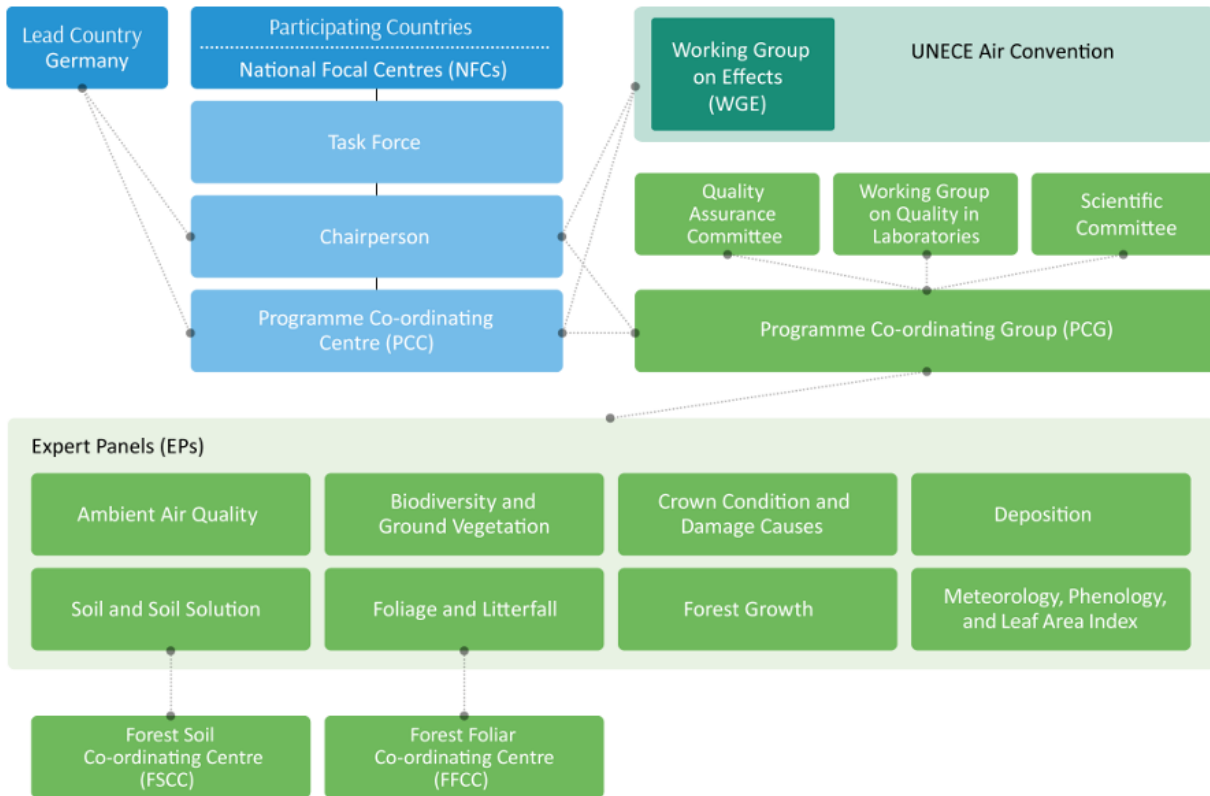 Lead Country
Germany
Participating Countries
National Focal Centres (NFCs)
Task Force
Chairperson
Programme Co-ordinating
Centre (PCC)
Working Group
on Effects
(WGE)
UNECE Air Convention
Quality
Assurance
Committee
Working Group
on Quality in
Laboratories
Scientific
Committee
Programme Co-ordinating Group (PCG)
Expert Panels (EPs)
Ambient Air Quality
Biodiversity and
Ground Vegetation
Crown Condition and
Damage Causes
Deposition
Soil and Soil Solution
Foliage and Litterfall
Forest Growth
Meteorology, Phenology,
and Leaf Area Index
Forest Soil
Co-ordinating Centre
(FSCC)
Forest Foliar
Co-ordinating Centre
(FFCC)